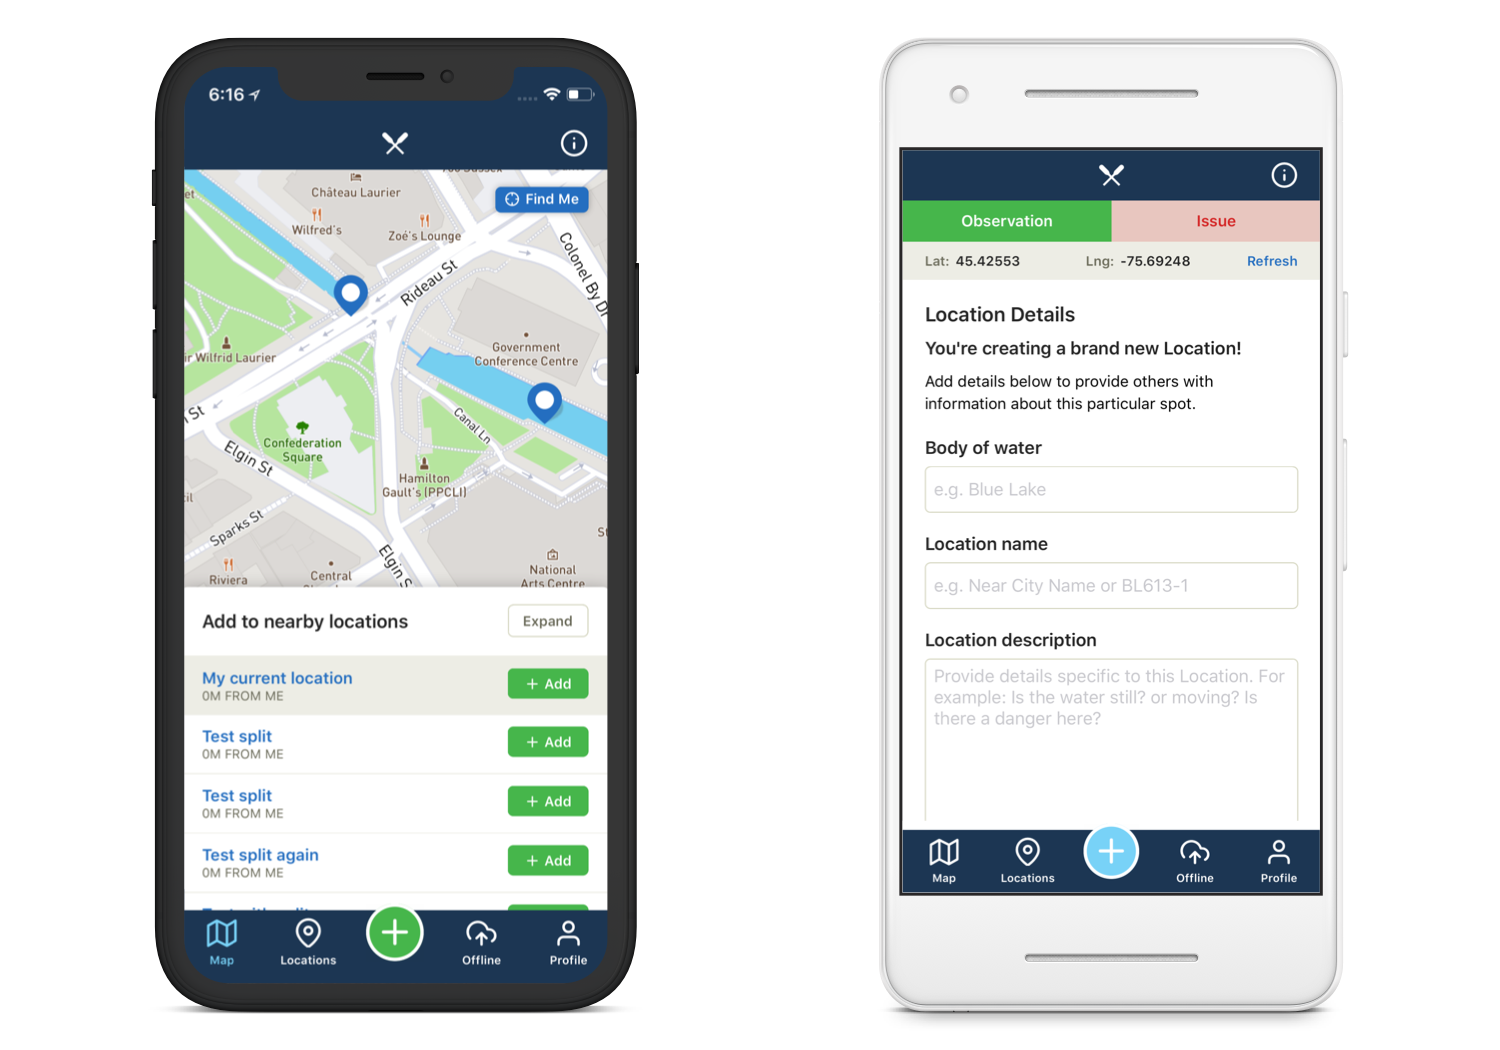 6:16
Château Laurier
Find Me
Wilfred's
Zoé's Lounge
Colonel By Dr
Rideau St
Government
Conference Centre
ir Wilfrid Laurier
St
Canal Ln
Confederation
Square
Elgin St
Hamilton
Gault's (PPCLI)
Sparks St
Elgin S
Riviera
Central
National
Arts Centre
Add to nearby locations
Expand
My current location
+ Add
0M FROM ME
Test split
+ Add
0M FROM ME
Test split
+ Add
0M FROM ME
Test split again
+ Add
0M FROM ME
Map
Locations
Offline
Profile
Observation
Issue
Lat: 45.42553
Lng: -75.69248
Refresh
Location Details
You're creating a brand new Location!
Add details below to provide others with
information about this particular spot.
Body of water
e.g. Blue Lake
Location name
e.g. Near City Name or BL613-1
Location description
Provide details specific to this Location. For
example: Is the water still? or moving? Is
there a danger here?
Map
Locations
Offline
Profile